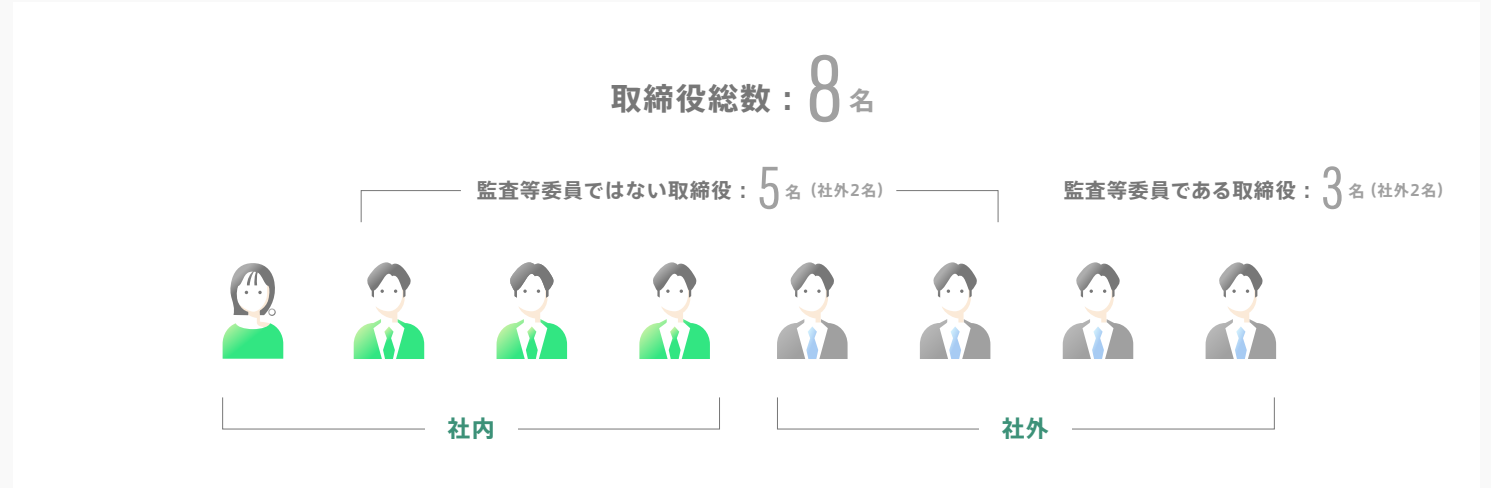 取締役総数：8名
監査等委員ではない取締役：5名（社外2名）
監査等委員である取締役：3名（社外2名）
社内
社外